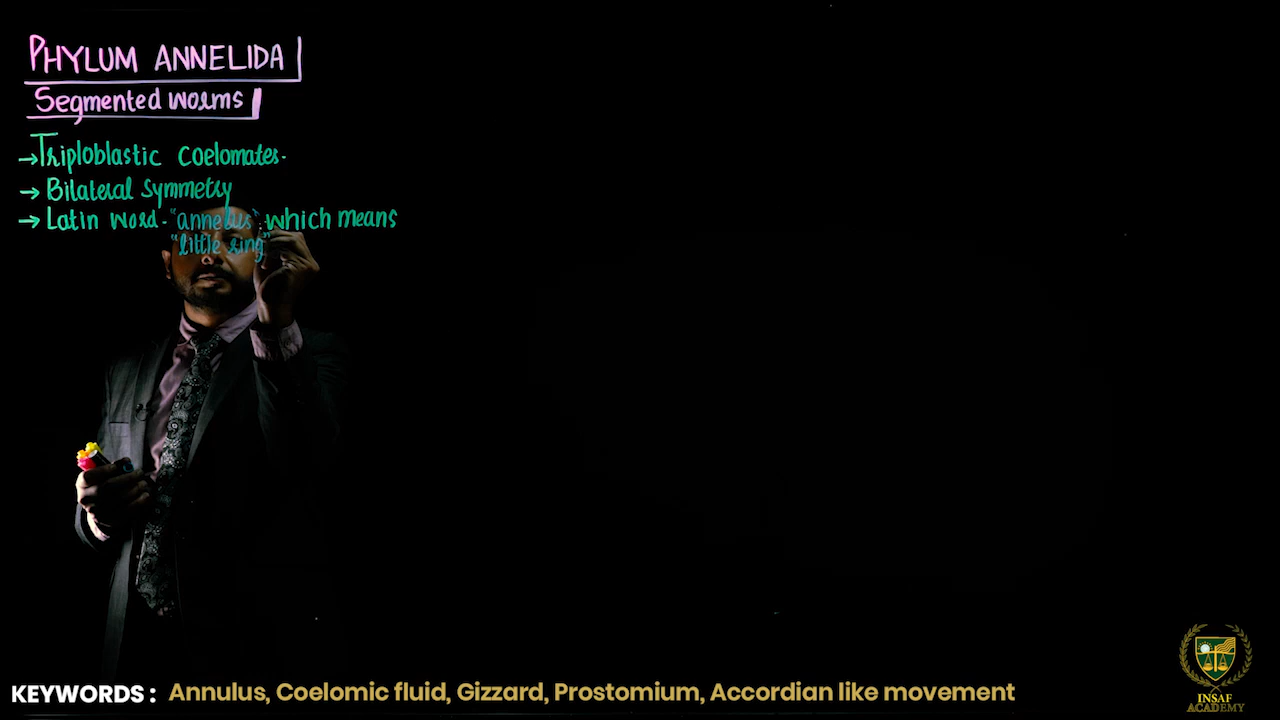 PHYLUM ANNELIDA
Segmented worms
→Triploblastic coelomates.
→ Bilateral symmetry
→ Latin word - "annelus" which means
"little ring"
KEYWORDS : Annulus, Coelomic fluid, Gizzard, Prostomium, Accordian like movement
INSAF
ACADEMY